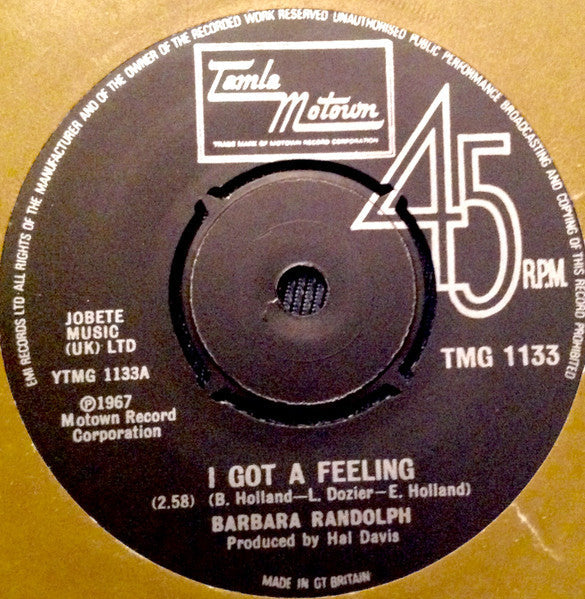 EMI RECORDS LTD ALL RIGHTS OF THE MANUFACTURER AND OF THE OWNER OF THE RECORDED WORK RESERVED UNAUTHORISED PUBLIC PERFORMANCE BROADCASTING AND COPYING OF THIS RECORD PROHIBITED
Tamla
Motown
TRADE MARK OF MOTOWN RECORD CORPORATION
45
R.P.M.
JOBETE
MUSIC
(UK) LTD
YTMG 1133A
TMG 1133
℗1967
Motown Record
Corporation
I GOT A FEELING
(2.58) (B. Holland—L. Dozier—E. Holland)
BARBARA RANDOLPH
Produced by Hal Davis
MADE IN GT BRITAIN